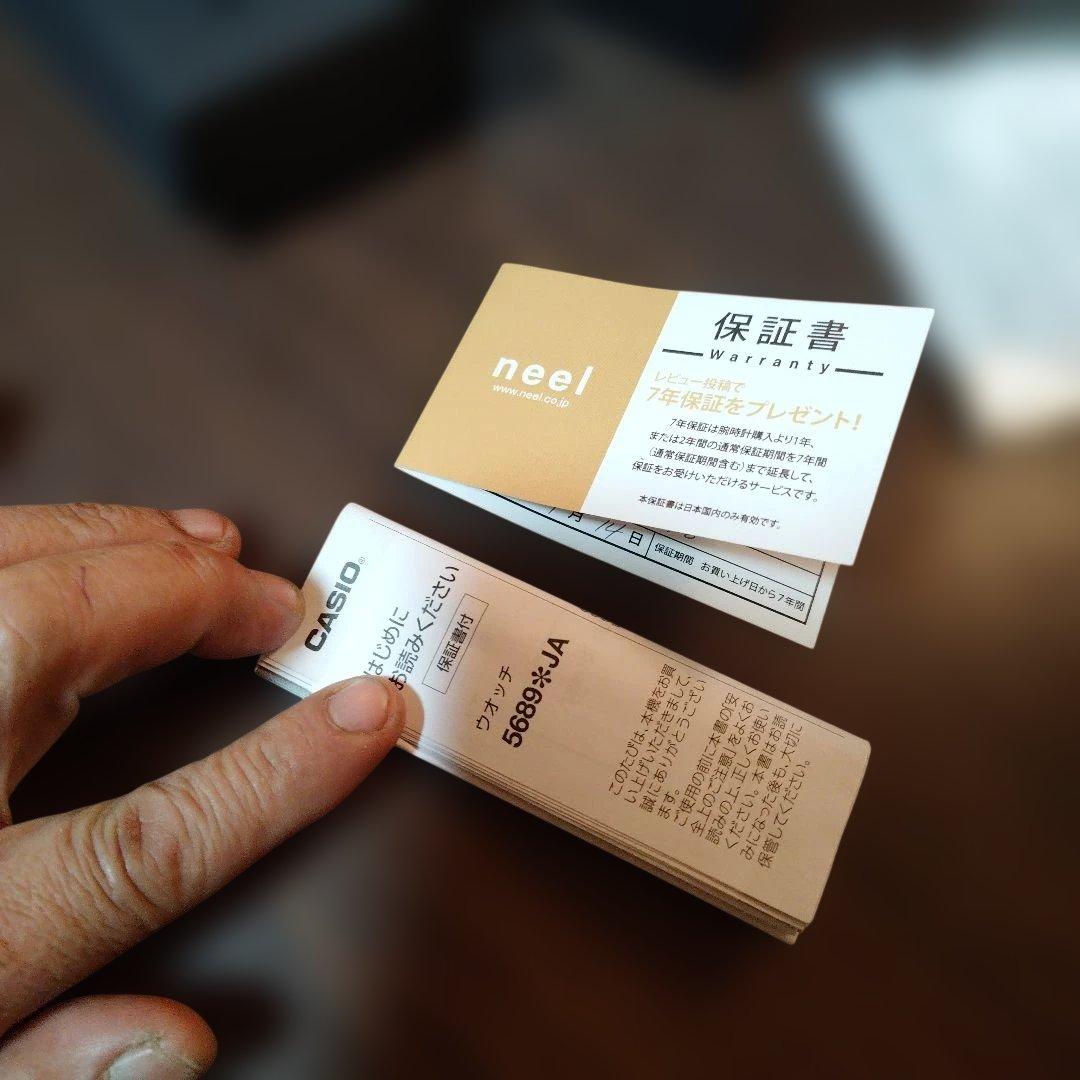 neel
www.neel.co.jp
保証書
Warranty
レビュー投稿で
7年保証をプレゼント!
7年保証は腕時計購入より1年、
または2年間の通常保証期間を7年間
(通常保証期間含む)まで延長して、
保証をお受けいただけるサービスです。
本保証書は日本国内のみ有効です。
月 14 日
保証期間 お買い上げ日から7年間
CASIO®
はじめに
お読みください
保証書付
ウオッチ
5689✻JA
このたびは、本機をお買
い上げいただきまして、
誠にありがとうござい
ます。
ご使用の前に本書の「安
全上のご注意」をよくお
読みの上、正しくお使い
ください。本書はお読
みになった後も、大切に
保管してください。